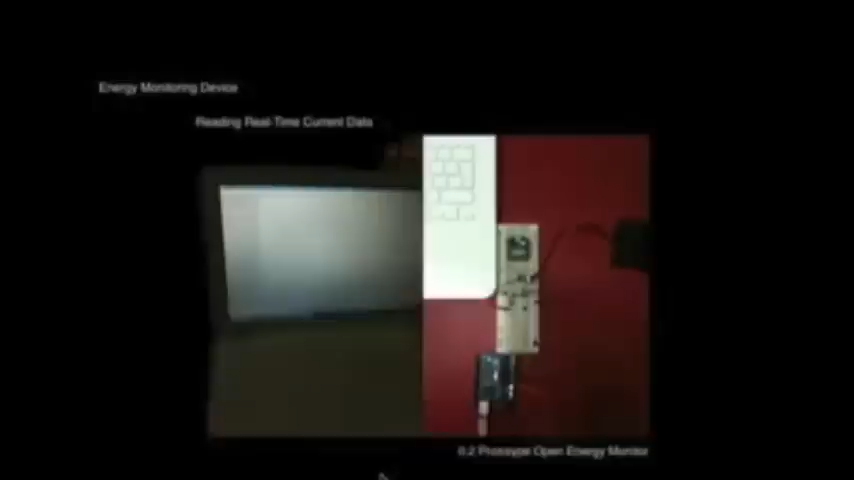 Energy Monitoring Device
Reading Real-Time Current Data
0.2 Prototype Open Energy Monitor